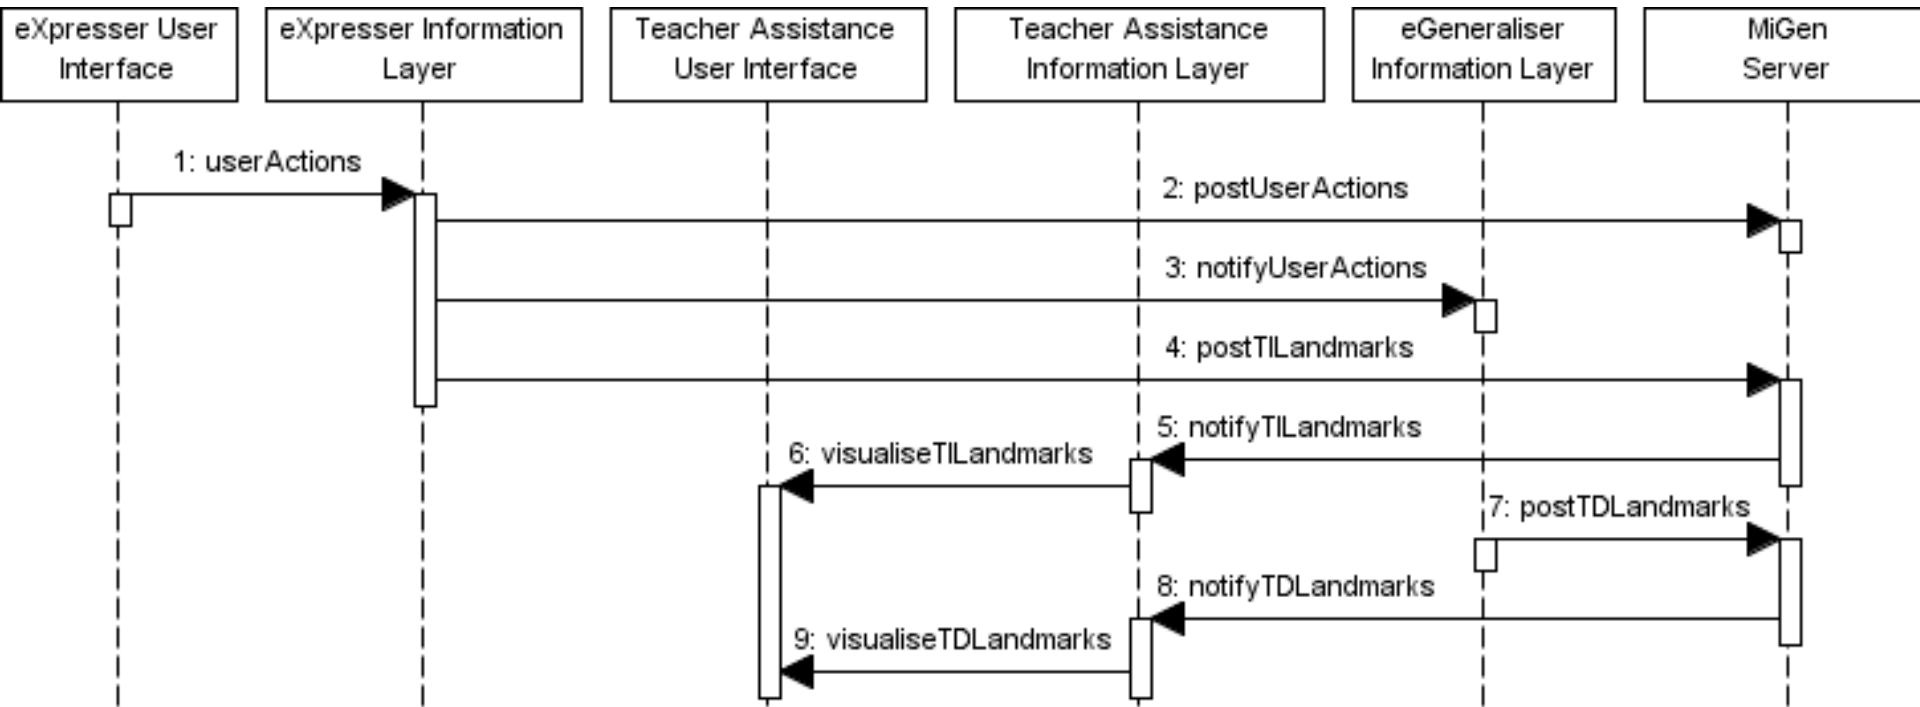 eXpresser User
Interface
eXpresser Information
Layer
Teacher Assistance
User Interface
Teacher Assistance
Information Layer
eGeneraliser
Information Layer
MiGen
Server
1: userActions
2: postUserActions
3: notifyUserActions
4: postTILandmarks
5: notifyTILandmarks
6: visualiseTILandmarks
7: postTDLandmarks
8: notifyTDLandmarks
9: visualiseTDLandmarks